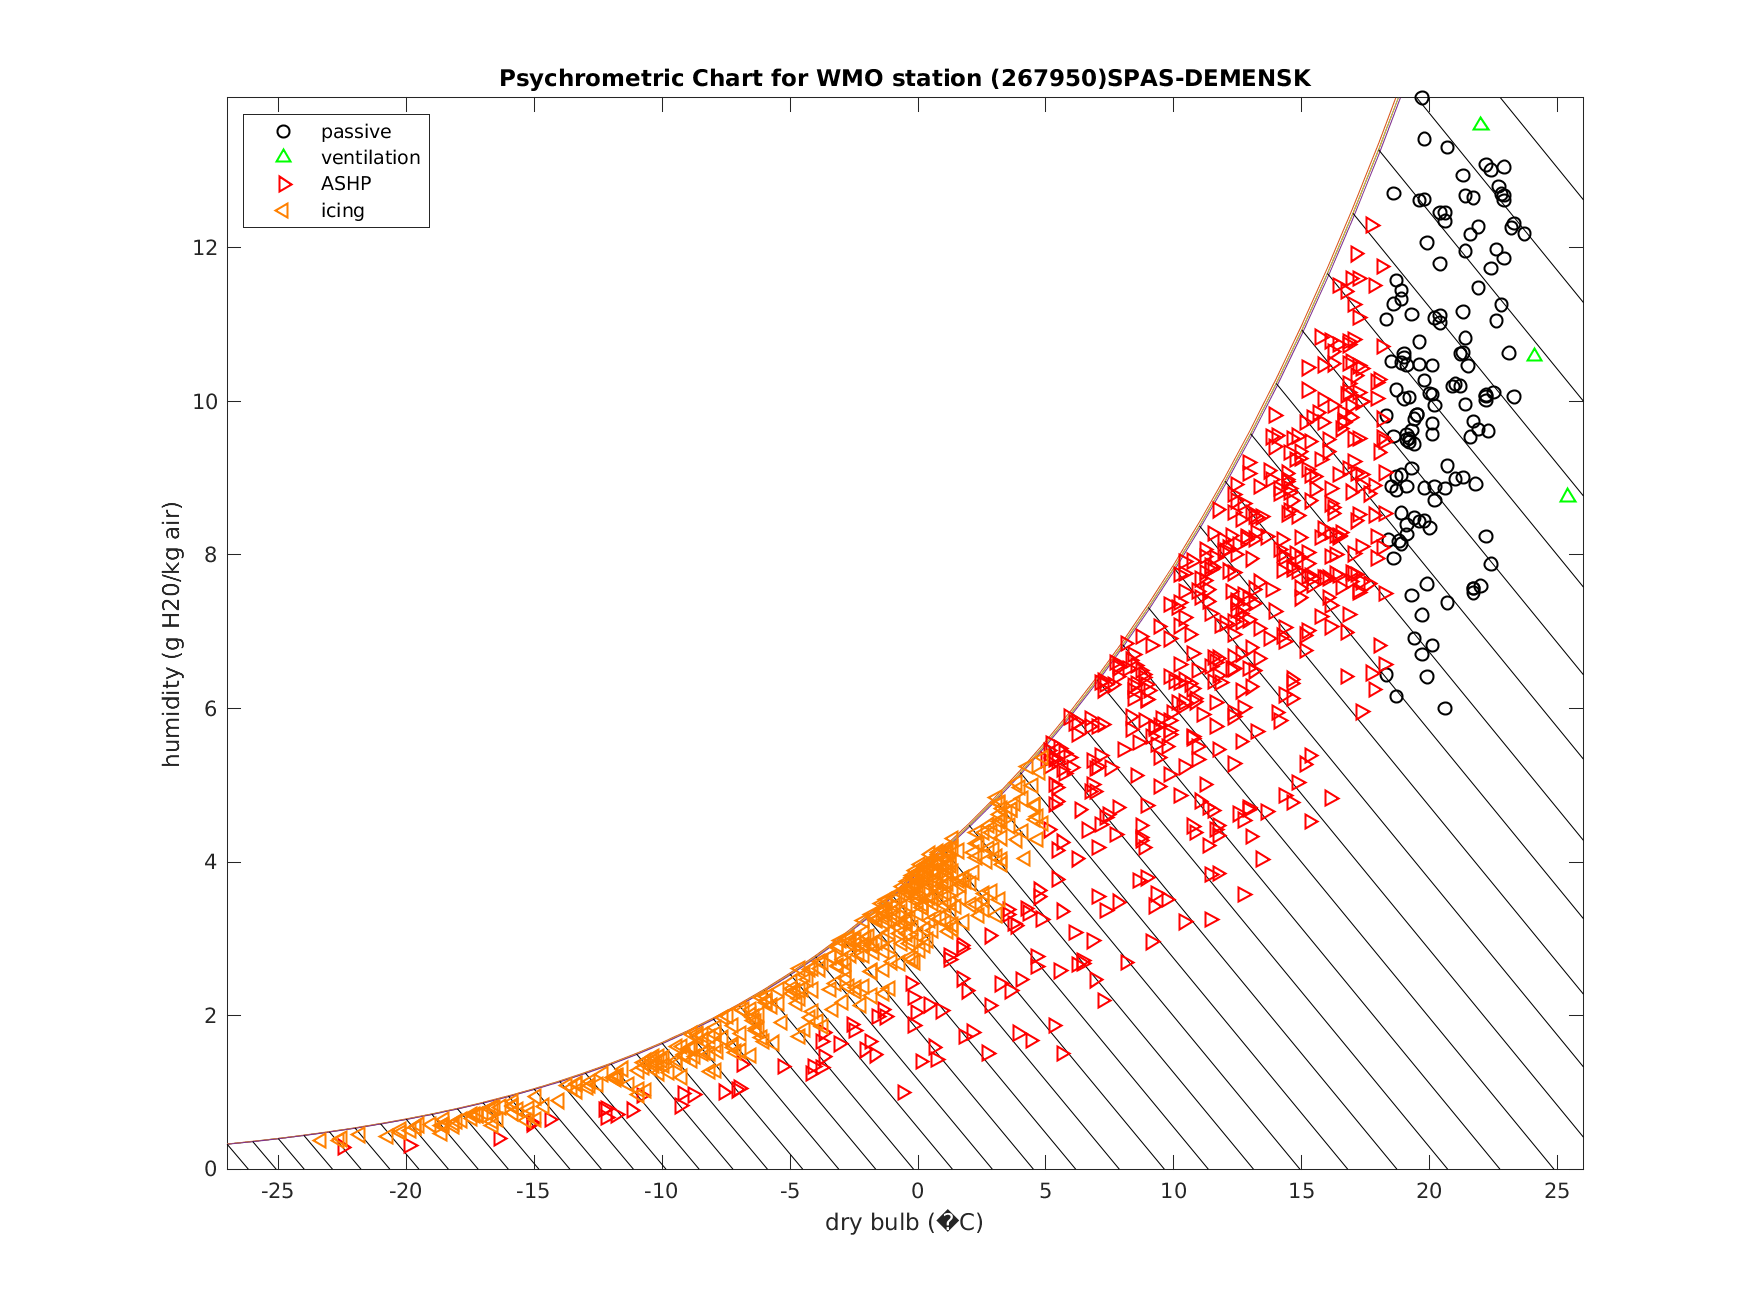 Psychrometric Chart for WMO station (267950)SPAS-DEMENSK
passive
ventilation
ASHP
icing
humidity (g H20/kg air)
12
10
8
6
4
2
0
-25 -20 -15 -10 -5 0 5 10 15 20 25
dry bulb (�C)